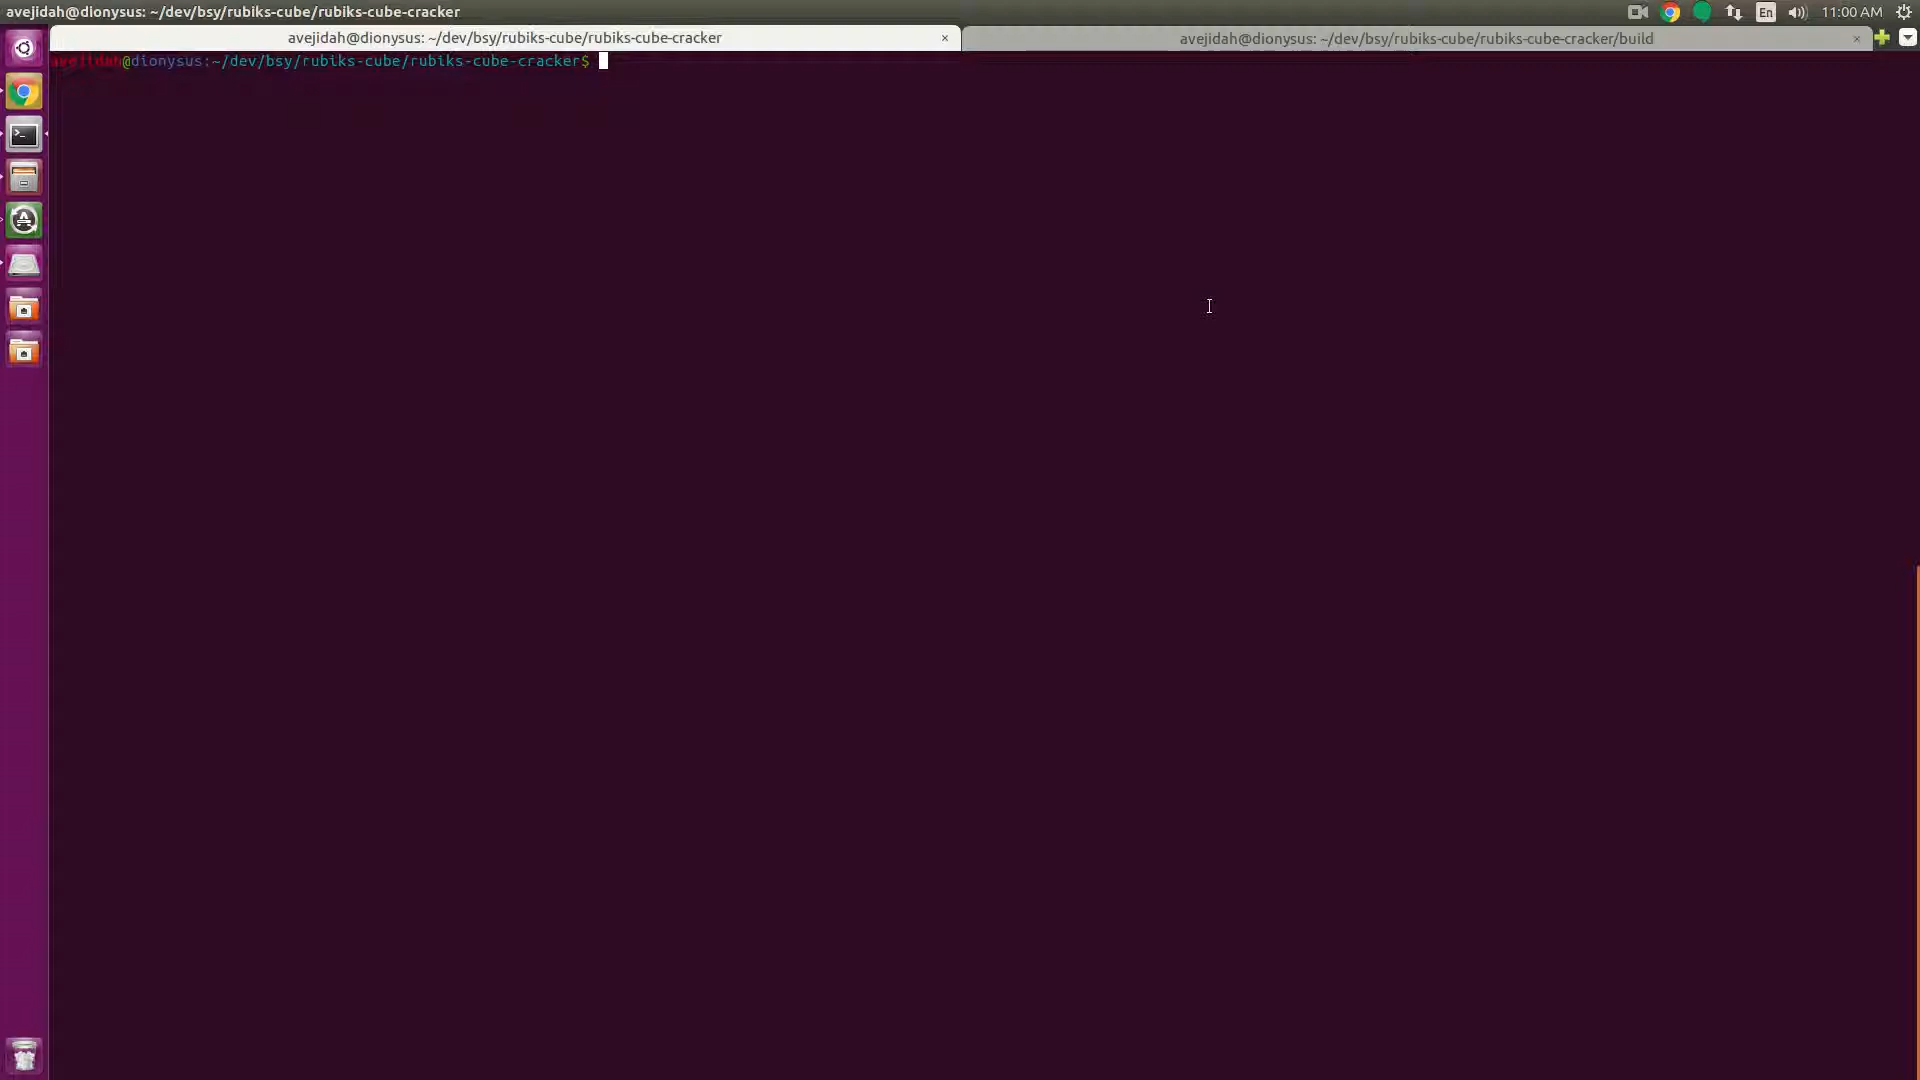 avejidah@dionysus: ~/dev/bsy/rubiks-cube/rubiks-cube-cracker
En
11:00 AM
avejidah@dionysus: ~/dev/bsy/rubiks-cube/rubiks-cube-cracker ×
avejidah@dionysus: ~/dev/bsy/rubiks-cube/rubiks-cube-cracker/build ×
avejidah@dionysus:~/dev/bsy/rubiks-cube/rubiks-cube-cracker$